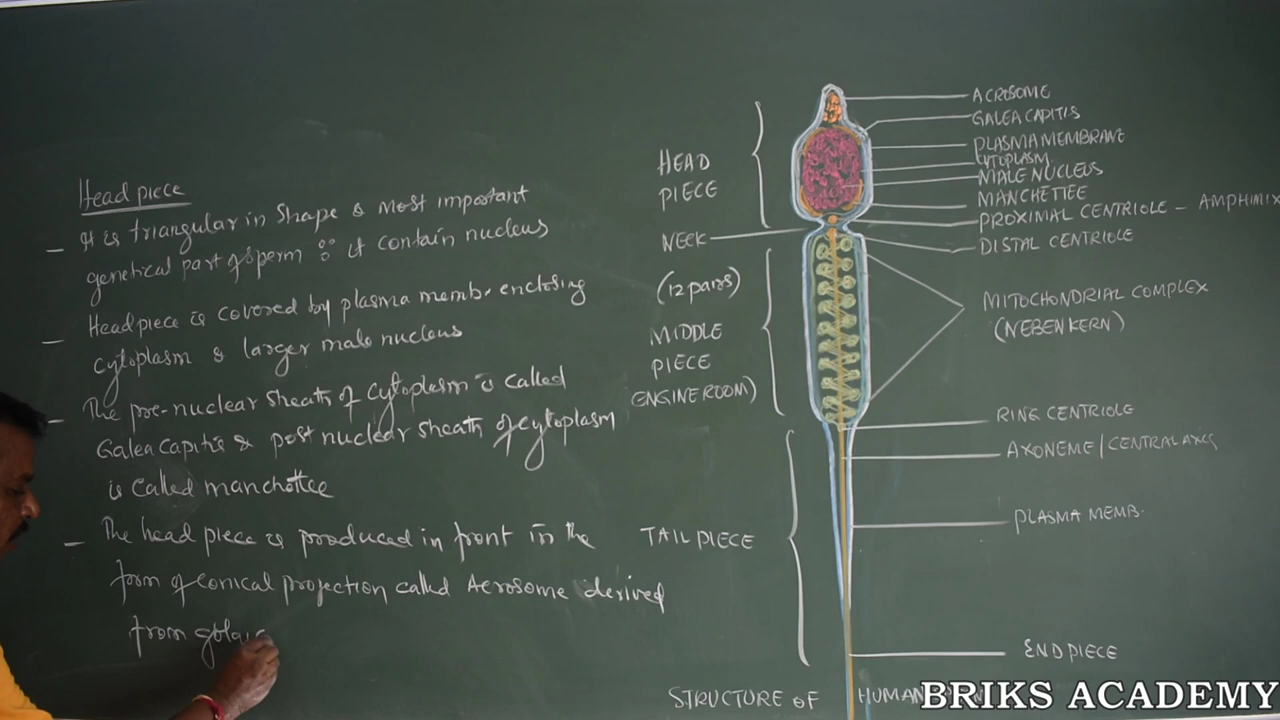 Head piece
– It is triangular in shape & most important
genetical part of sperm ∵ it contain nucleus
– Head piece is covered by plasma memb. enclosing
cytoplasm & larger male nucleus
– The pre-nuclear sheath of cytoplasm is called
Galea Capitis & post nuclear sheath of cytoplasm
is called manchettee
– The head piece is produced in front in the
form of conical projection called Acrosome derived
from
HEAD
PIECE
NECK
(12 pairs)
MIDDLE
PIECE
ENGINE ROOM)
TAIL PIECE
ACROSOME
GALEA CAPITIS
PLASMA MEMBRANE
CYTOPLASM
MALE NUCLEUS
MANCHETTEE
PROXIMAL CENTRIOLE – AMPHIMIX
DISTAL CENTRIOLE
MITOCHONDRIAL COMPLEX
(NEBENKERN)
RING CENTRIOLE
AXONEME / CENTRAL AXIS
PLASMA MEMB.
END PIECE
STRUCTURE OF HUMAN
BRIKS ACADEMY